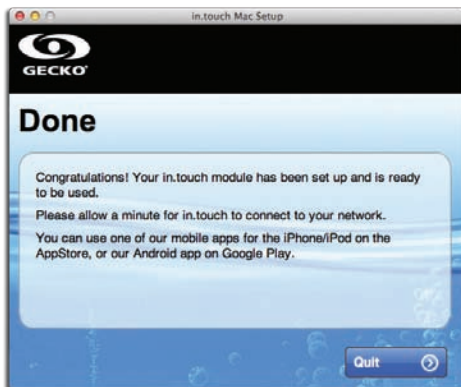 in.touch Mac Setup
GECKO
Done
Congratulations! Your in.touch module has been set up and is ready
to be used.
Please allow a minute for in.touch to connect to your network.
You can use one of our mobile apps for the iPhone/iPod on the
AppStore, or our Android app on Google Play.
Quit